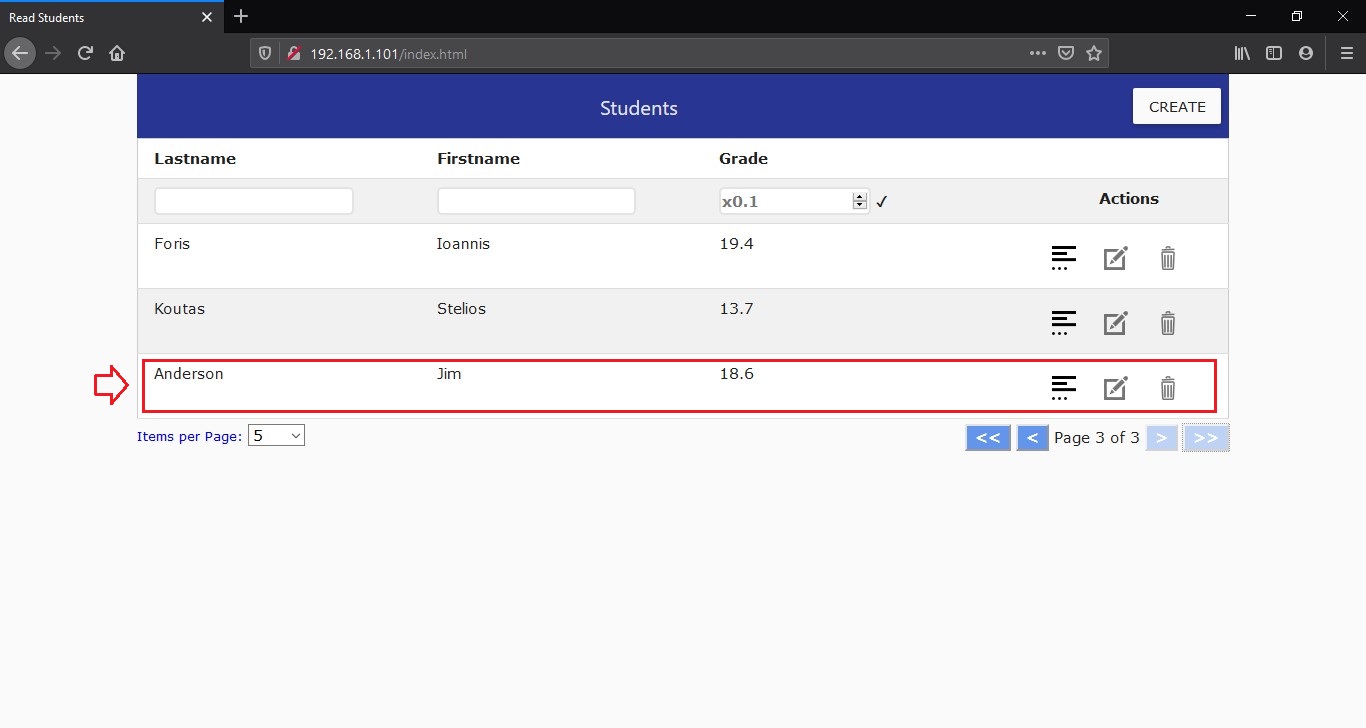 Read Students
192.168.1.101/index.html
Students CREATE
Lastname Firstname Grade
x0.1 ✓ Actions
Foris Ioannis 19.4
Koutas Stelios 13.7
Anderson Jim 18.6
Items per Page: 5 << < Page 3 of 3 > >>